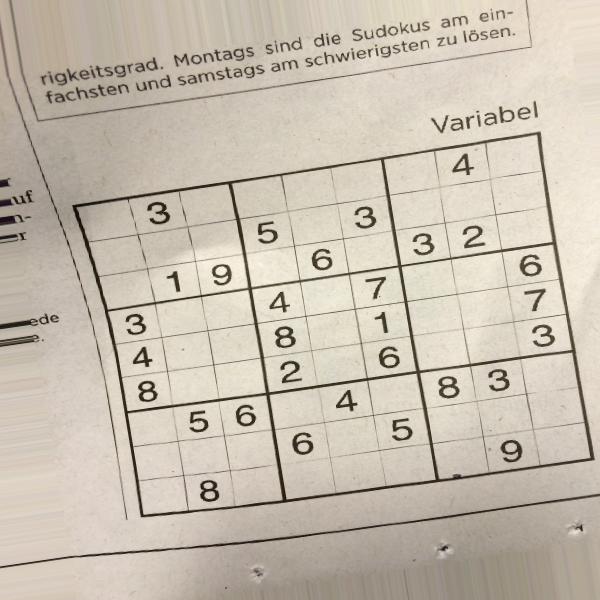 rigkeitsgrad. Montags sind die Sudokus am ein-
fachsten und samstags am schwierigsten zu lösen.
Variabel
uf
n-
r
ede
e.
3 4
5 3
1 9 6 3 2
3 4 7 6
4 8 1 7
8 2 6 3
5 6 4 8 3
6 5
8 9